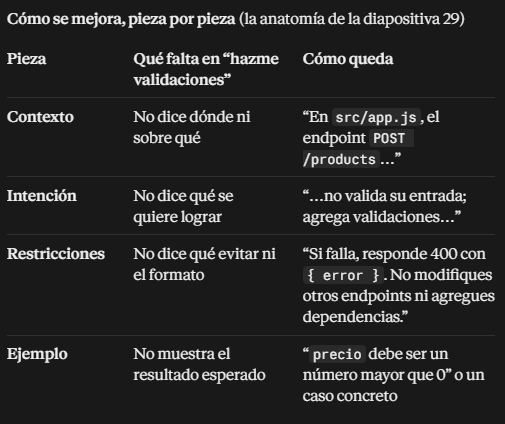 Cómo se mejora, pieza por pieza (la anatomía de la diapositiva 29)
Pieza
Qué falta en “hazme
validaciones”
Cómo queda
Contexto
No dice dónde ni
sobre qué
“En src/app.js, el
endpoint POST
/products…”
Intención
No dice qué se
quiere lograr
“…no valida su entrada;
agrega validaciones…”
Restricciones
No dice qué evitar ni
el formato
“Si falla, responde 400 con
{ error }. No modifiques
otros endpoints ni agregues
dependencias.”
Ejemplo
No muestra el
resultado esperado
“precio debe ser un
número mayor que 0” o un
caso concreto